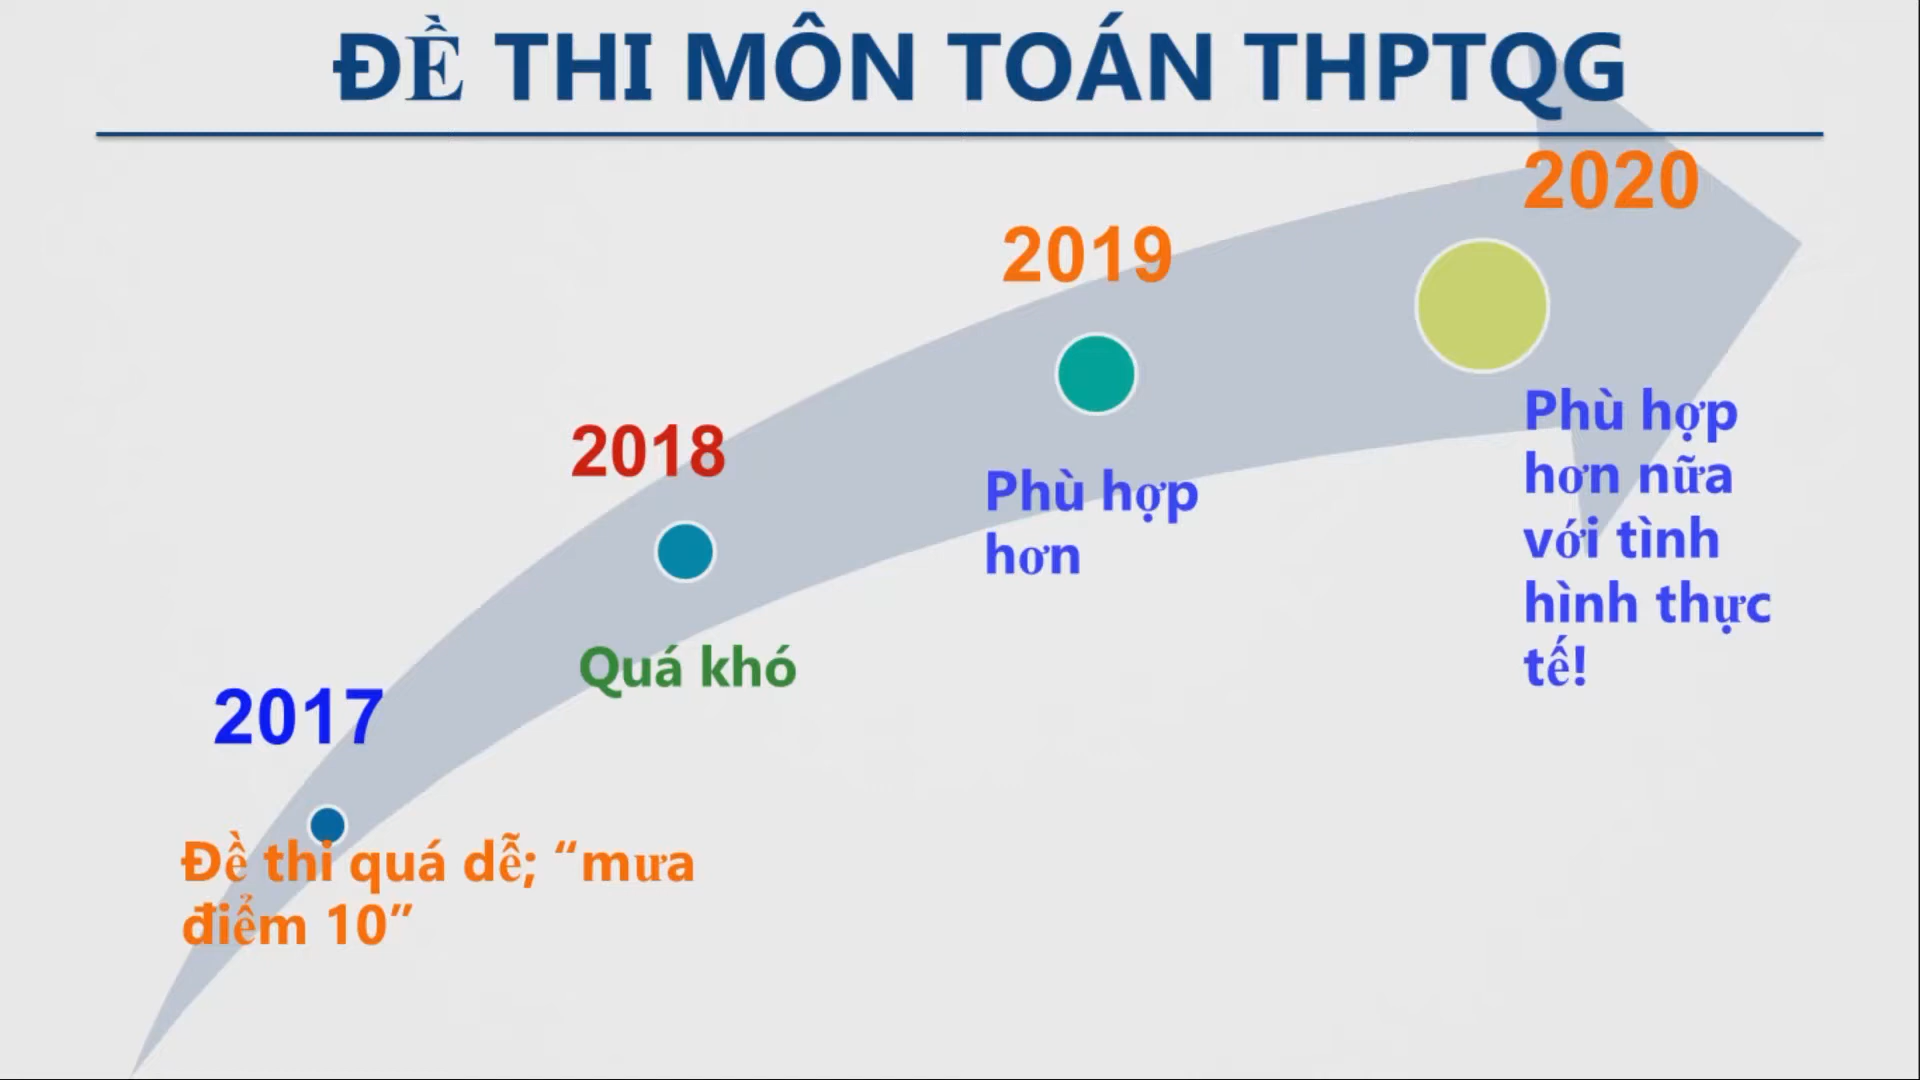 ĐỀ THI MÔN TOÁN THPTQG
2017
Đề thi quá dễ; “mưa
điểm 10”
2018
Quá khó
2019
Phù hợp
hơn
2020
Phù hợp
hơn nữa
với tình
hình thực
tế!